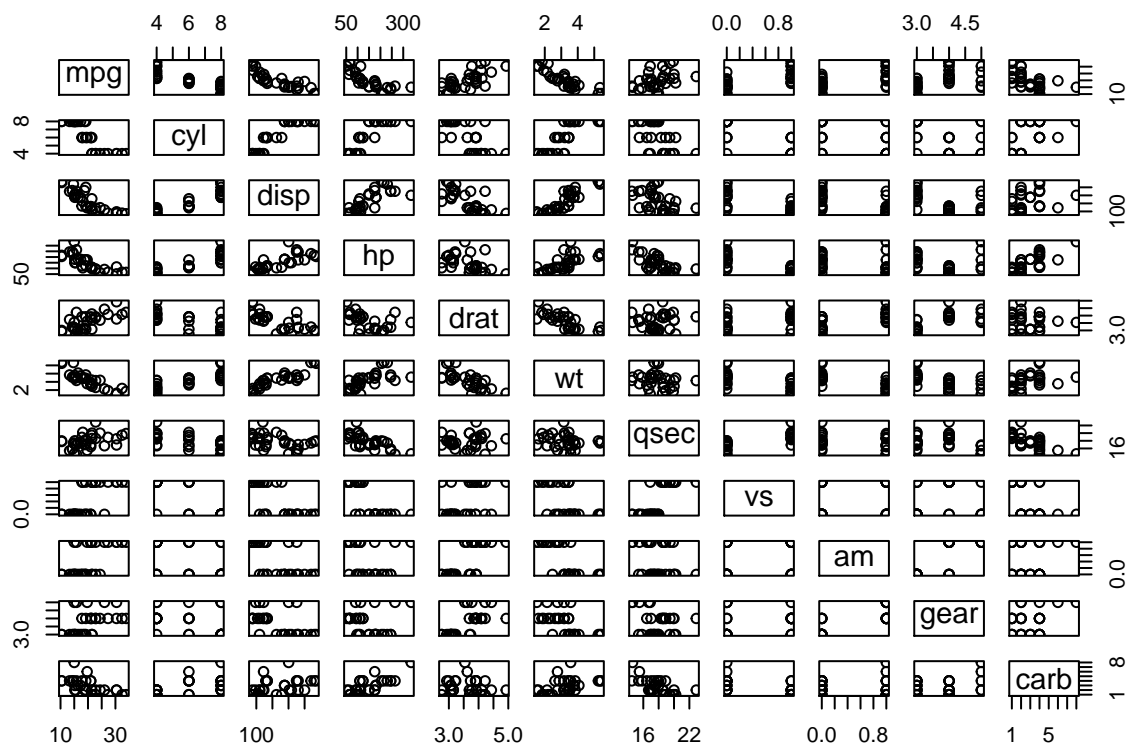 4 6 8 50 300 2 4 0.0 1.0 3.0 4.5
mpg 10
4 8 cyl
disp 100
50 hp
drat 3.0
2 wt
qsec 16
0.0 vs
am 0.0
3.0 gear
carb 1 8
10 30 100 3.0 5.0 16 22 0.0 1.0 1 5